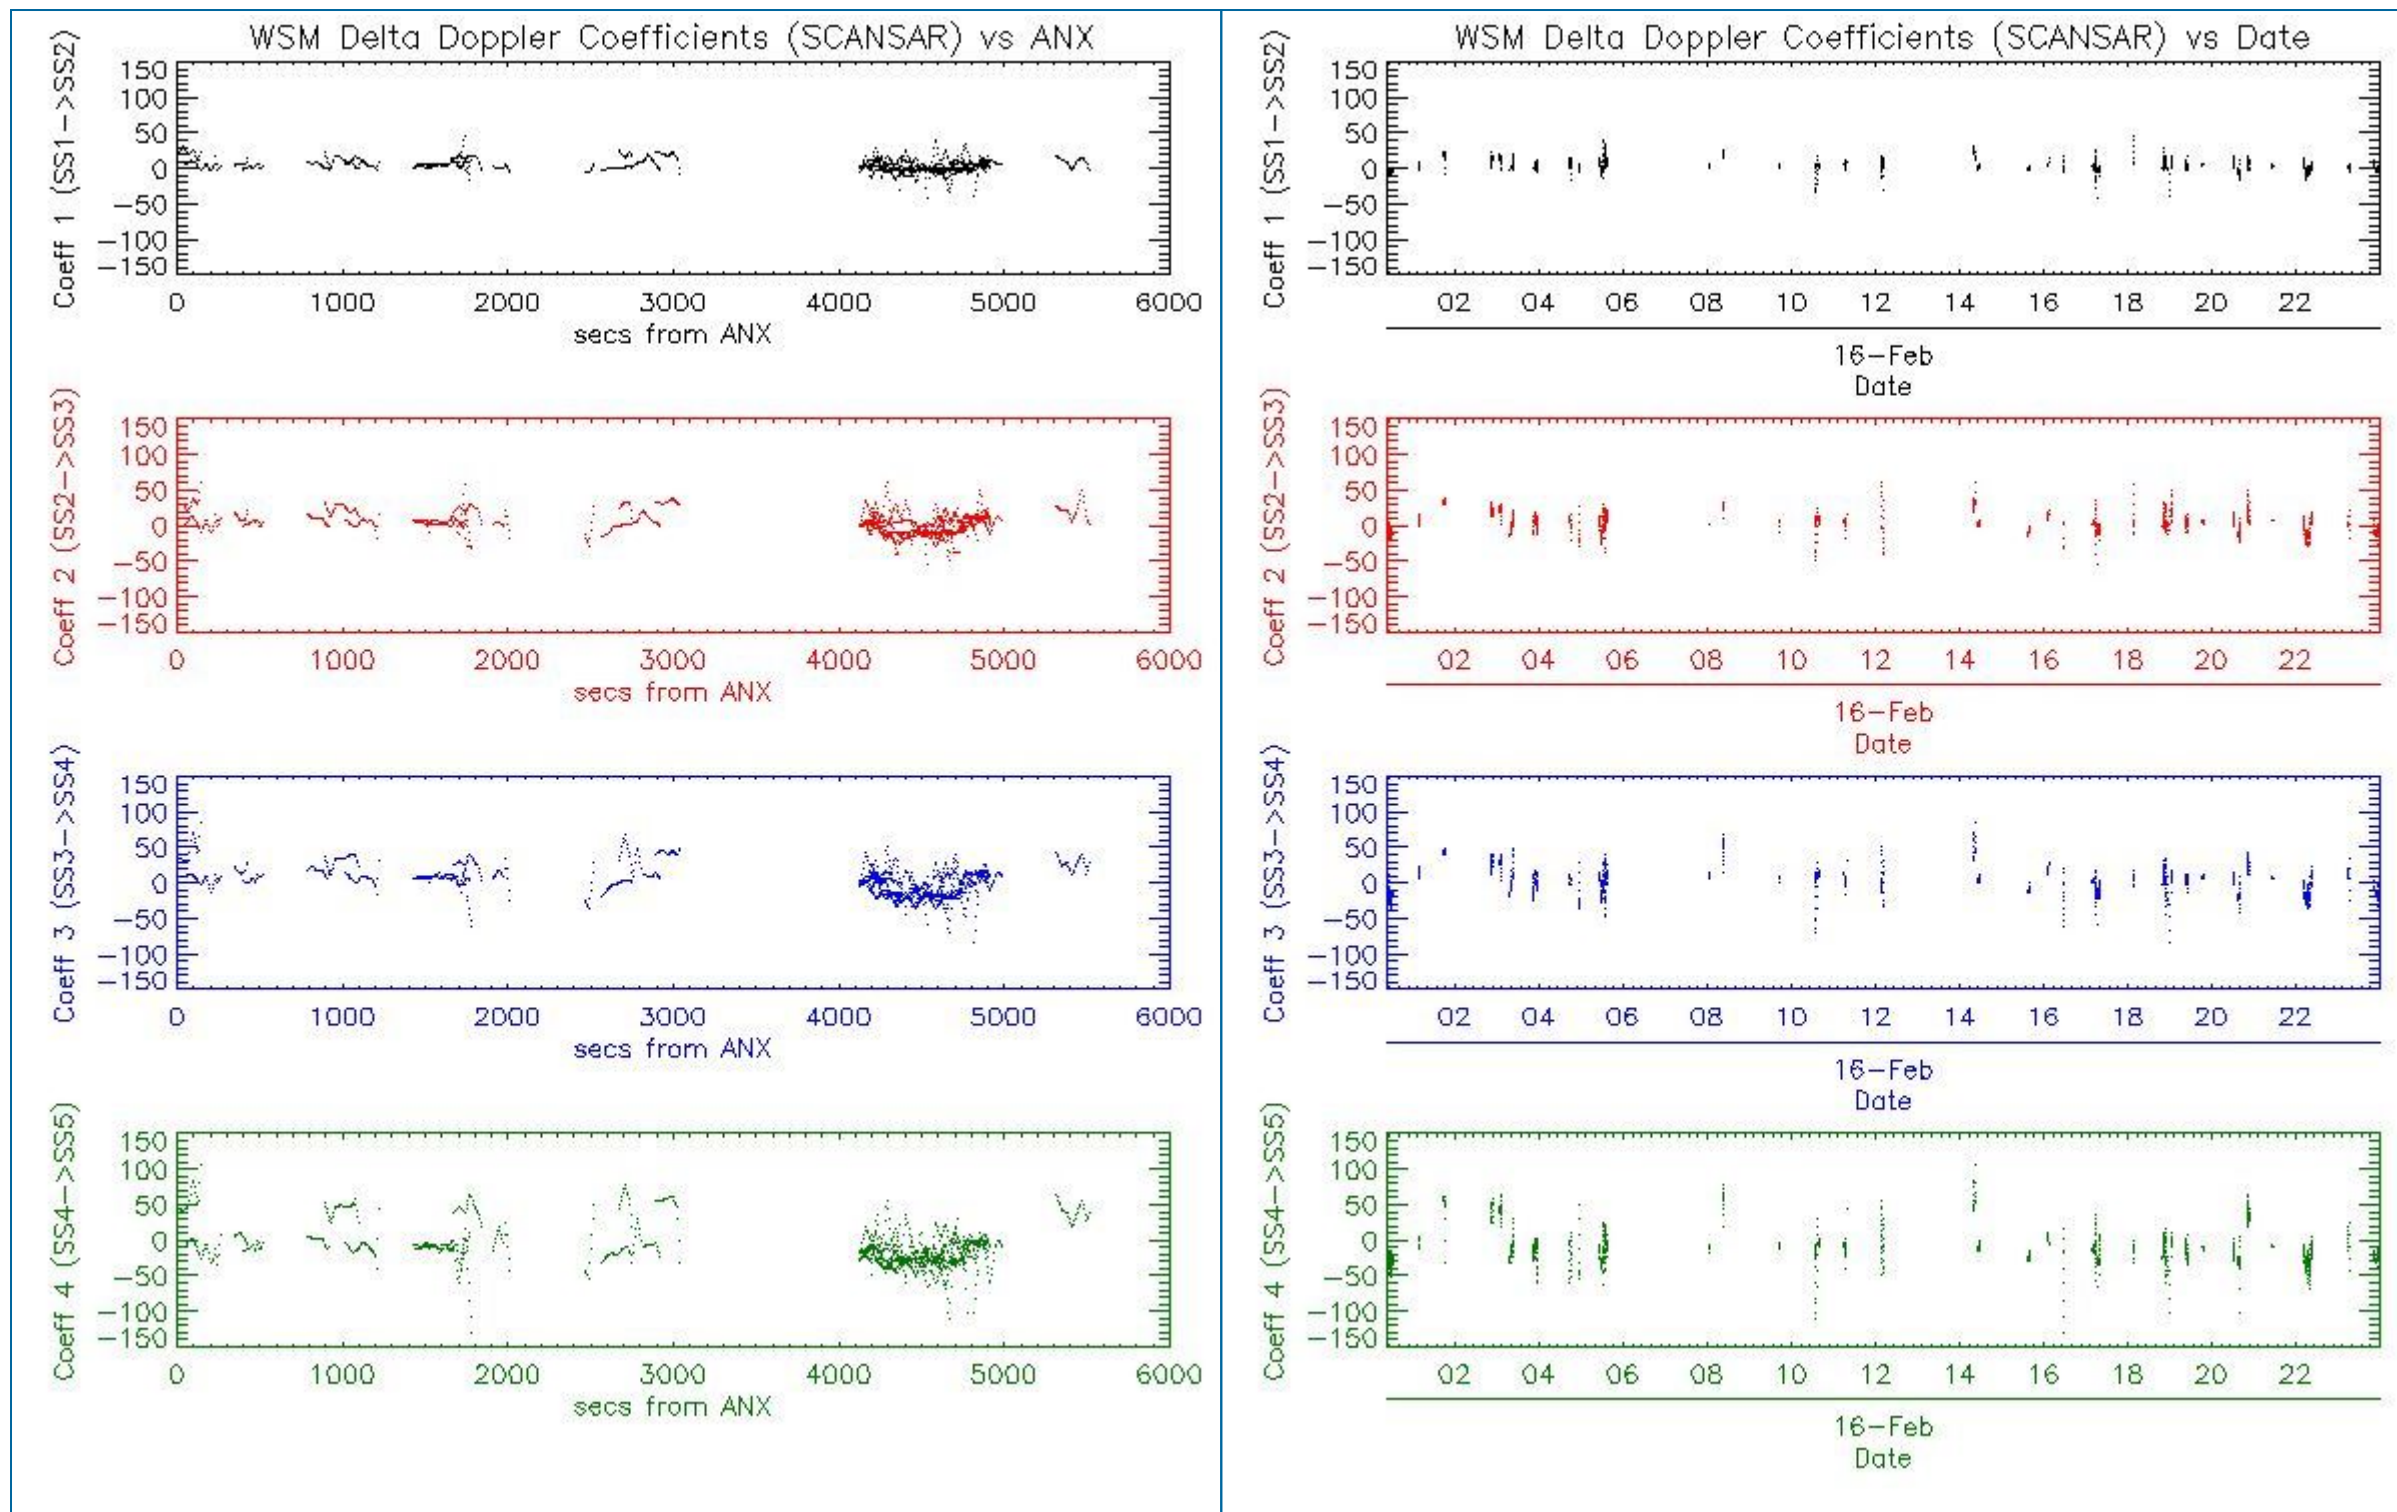 WSM Delta Doppler Coefficients (SCANSAR) vs ANX
Coeff 1 (SS1->SS2)
150
100
50
0
-50
-100
-150
0 1000 2000 3000 4000 5000 6000
secs from ANX
Coeff 2 (SS2->SS3)
150
100
50
0
-50
-100
-150
0 1000 2000 3000 4000 5000 6000
secs from ANX
Coeff 3 (SS3->SS4)
150
100
50
0
-50
-100
-150
0 1000 2000 3000 4000 5000 6000
secs from ANX
Coeff 4 (SS4->SS5)
150
100
50
0
-50
-100
-150
0 1000 2000 3000 4000 5000 6000
secs from ANX
WSM Delta Doppler Coefficients (SCANSAR) vs Date
Coeff 1 (SS1->SS2)
150
100
50
0
-50
-100
-150
02 04 06 08 10 12 14 16 18 20 22
16-Feb
Date
Coeff 2 (SS2->SS3)
150
100
50
0
-50
-100
-150
02 04 06 08 10 12 14 16 18 20 22
16-Feb
Date
Coeff 3 (SS3->SS4)
150
100
50
0
-50
-100
-150
02 04 06 08 10 12 14 16 18 20 22
16-Feb
Date
Coeff 4 (SS4->SS5)
150
100
50
0
-50
-100
-150
02 04 06 08 10 12 14 16 18 20 22
16-Feb
Date